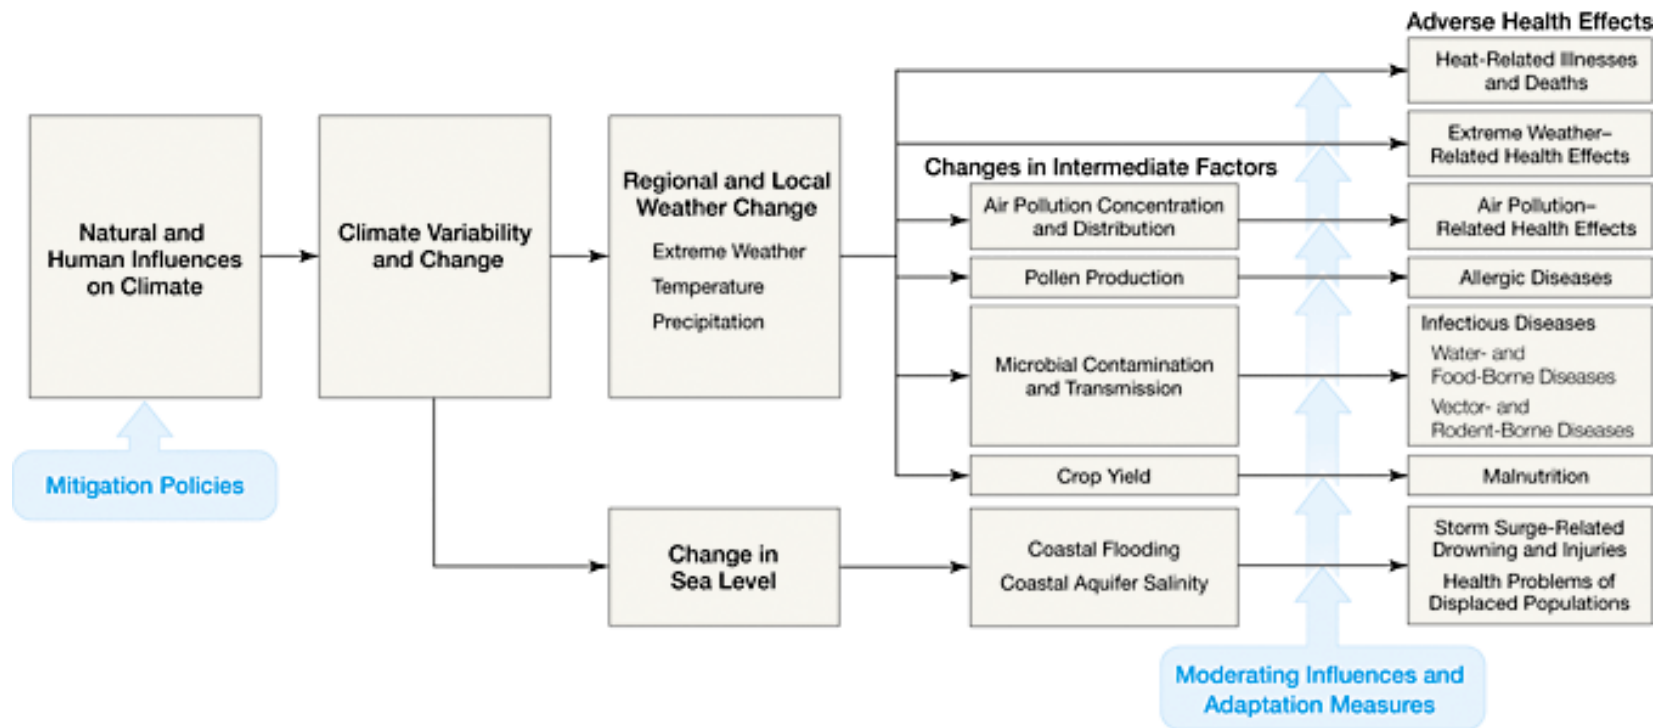 Adverse Health Effects
Heat-Related Illnesses
and Deaths
Extreme Weather–
Related Health Effects
Changes in Intermediate Factors
Natural and
Human Influences
on Climate
Climate Variability
and Change
Regional and Local
Weather Change
Extreme Weather
Temperature
Precipitation
Air Pollution Concentration
and Distribution
Air Pollution–
Related Health Effects
Pollen Production
Allergic Diseases
Microbial Contamination
and Transmission
Infectious Diseases
Water- and
Food-Borne Diseases
Vector- and
Rodent-Borne Diseases
Mitigation Policies
Crop Yield
Malnutrition
Change in
Sea Level
Coastal Flooding
Coastal Aquifer Salinity
Storm Surge-Related
Drowning and Injuries
Health Problems of
Displaced Populations
Moderating Influences and
Adaptation Measures